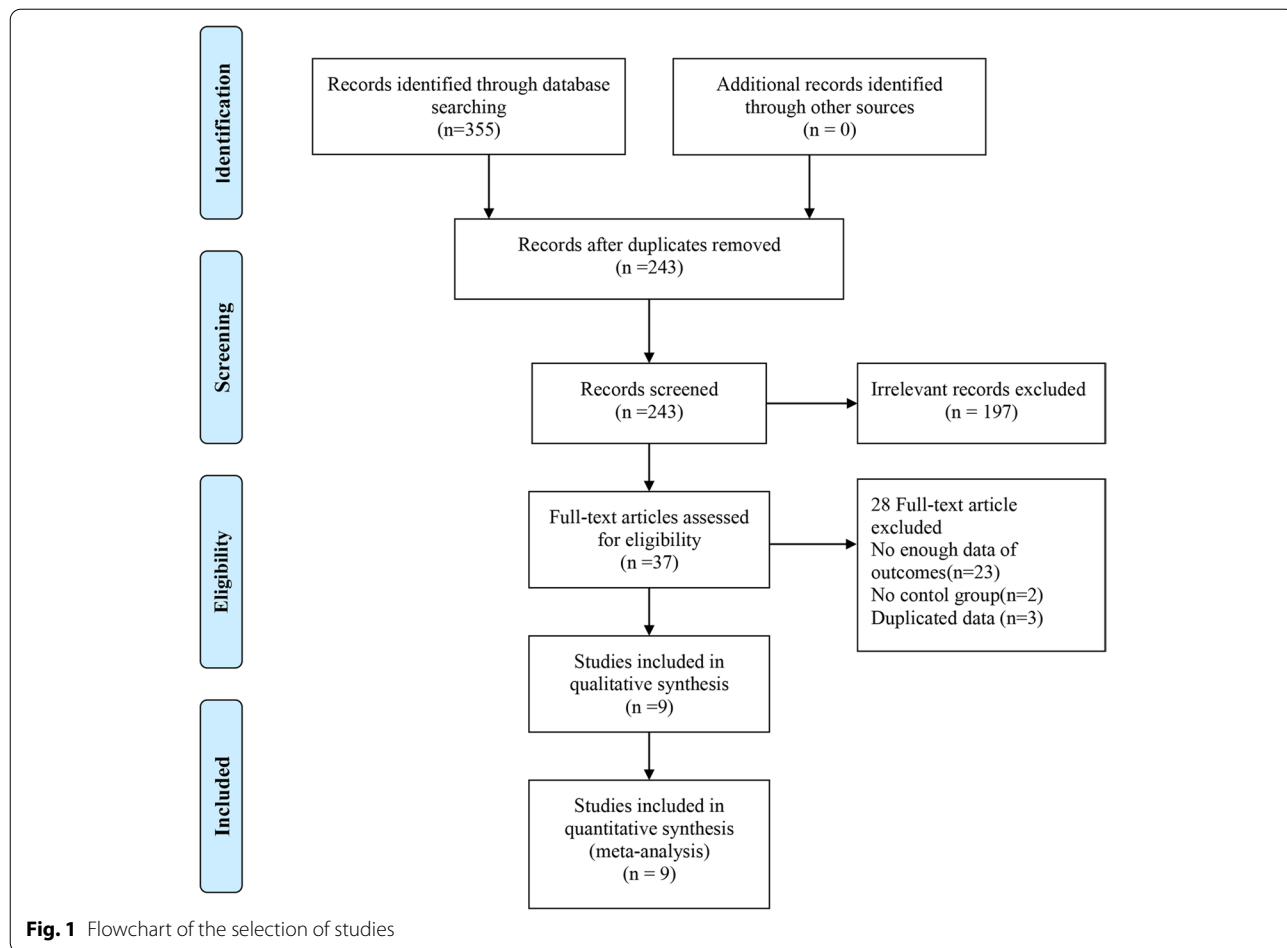 Identification
Records identified through database
searching
(n=355)
Additional records identified
through other sources
(n = 0)
Records after duplicates removed
(n =243)
Screening
Records screened
(n =243)
Irrelevant records excluded
(n = 197)
Eligibility
Full-text articles assessed
for eligibility
(n =37)
28 Full-text article
excluded
No enough data of
outcomes(n=23)
No contol group(n=2)
Duplicated data (n=3)
Studies included in
qualitative synthesis
(n =9)
Included
Studies included in
quantitative synthesis
(meta-analysis)
(n = 9)
Fig. 1 Flowchart of the selection of studies